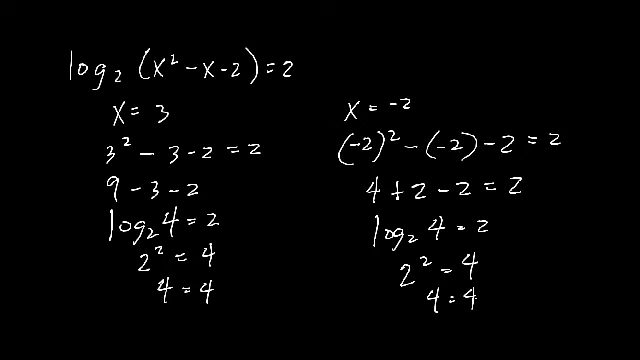 log₂ (x² - x - 2) = 2
x = 3
3² - 3 - 2 = 2
9 - 3 - 2
log₂ 4 = 2
2² = 4
4 = 4
x = -2
(-2)² - (-2) - 2 = 2
4 + 2 - 2 = 2
log₂ 4 = 2
2² = 4
4 = 4